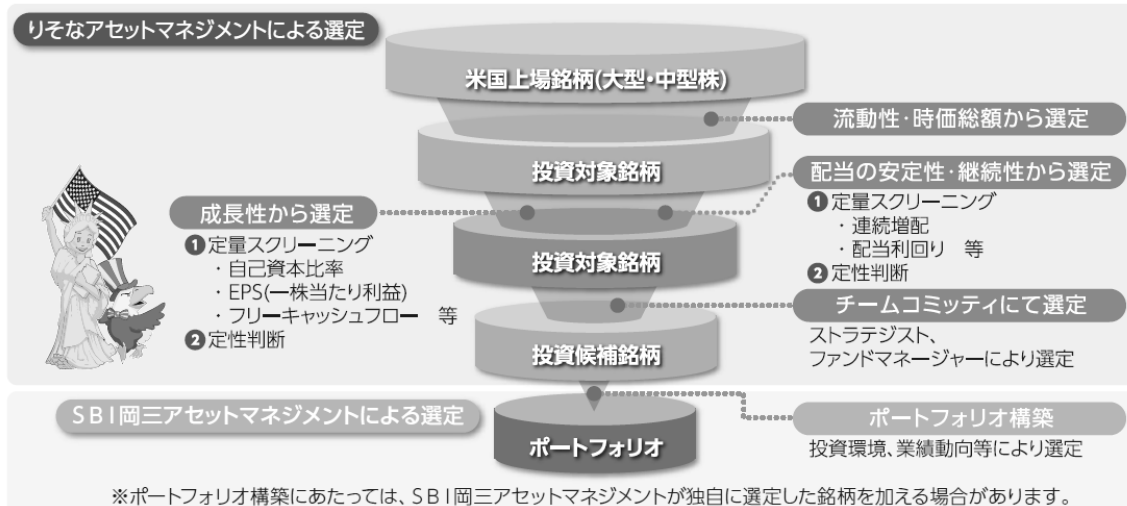 りそなアセットマネジメントによる選定
米国上場銘柄(大型・中型株)
流動性・時価総額から選定
投資対象銘柄
配当の安定性・継続性から選定
❶定量スクリーニング
・連続増配
・配当利回り 等
❷定性判断
成長性から選定
❶定量スクリーニング
・自己資本比率
・EPS(一株当たり利益)
・フリーキャッシュフロー 等
❷定性判断
投資対象銘柄
チームコミッティにて選定
ストラテジスト、
ファンドマネージャーにより選定
投資候補銘柄
SBI岡三アセットマネジメントによる選定
ポートフォリオ構築
投資環境、業績動向等により選定
ポートフォリオ
※ポートフォリオ構築にあたっては、SBI岡三アセットマネジメントが独自に選定した銘柄を加える場合があります。